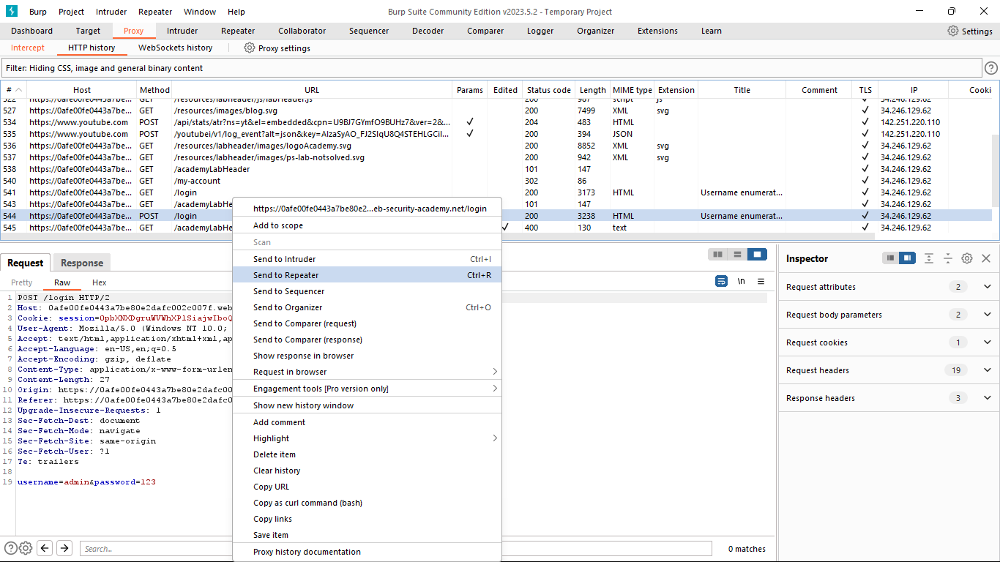 Burp Project Intruder Repeater Window Help Burp Suite Community Edition v2023.5.2 - Temporary Project
Dashboard Target Proxy Intruder Repeater Collaborator Sequencer Decoder Comparer Logger Organizer Extensions Learn Settings
Intercept HTTP history WebSockets history Proxy settings
Filter: Hiding CSS, image and general binary content
# Host Method URL Params Edited Status code Length MIME type Extension Title Comment TLS IP Cooki
522 https://0afe00fe0443a7be... GET /resources/labheader/js/labHeader.js 200 987 script js 34.246.129.62
527 https://0afe00fe0443a7be... GET /resources/images/blog.svg 200 7499 XML svg ✓ 34.246.129.62
534 https://www.youtube.com POST /api/stats/atr?ns=yt&el=embedded&cpn=U9BJ7GYmfO9BUHz7&ver=2&... ✓ 204 483 HTML ✓ 142.251.220.110
535 https://www.youtube.com POST /youtubei/v1/log_event?alt=json&key=AIzaSyAO_FJ2SlqU8Q4STEHLGCil... ✓ 200 394 JSON ✓ 142.251.220.110
536 https://0afe00fe0443a7be... GET /resources/labheader/images/logoAcademy.svg 200 8852 XML svg ✓ 34.246.129.62
537 https://0afe00fe0443a7be... GET /resources/labheader/images/ps-lab-notsolved.svg 200 942 XML svg ✓ 34.246.129.62
538 https://0afe00fe0443a7be... GET /academyLabHeader 101 147 ✓ 34.246.129.62
540 https://0afe00fe0443a7be... GET /my-account 302 86 ✓ 34.246.129.62
541 https://0afe00fe0443a7be... GET /login 200 3173 HTML Username enumerat... ✓ 34.246.129.62
543 https://0afe00fe0443a7be... GET /academyLabHe 101 147 ✓ 34.246.129.62
544 https://0afe00fe0443a7be... POST /login 200 3238 HTML Username enumerat... ✓ 34.246.129.62
545 https://0afe00fe0443a7be... GET /academyLabHe ✓ 400 130 text ✓ 34.246.129.62
https://0afe00fe0443a7be80e2...eb-security-academy.net/login
Add to scope
Scan
Send to Intruder Ctrl+I
Send to Repeater Ctrl+R
Send to Sequencer
Send to Organizer Ctrl+O
Send to Comparer (request)
Send to Comparer (response)
Show response in browser
Request in browser
Engagement tools [Pro version only]
Show new history window
Add comment
Highlight
Delete item
Clear history
Copy URL
Copy as curl command (bash)
Copy links
Save item
Proxy history documentation
Request Response
Pretty Raw Hex \n
1 POST /login HTTP/2
2 Host: 0afe00fe0443a7be80e2dafc002c007f.web
3 Cookie: session=0pbXNXDgruWVWhXPlSiajwIboQ
4 User-Agent: Mozilla/5.0 (Windows NT 10.0;
5 Accept: text/html,application/xhtml+xml,ap
6 Accept-Language: en-US,en;q=0.5
7 Accept-Encoding: gzip, deflate
8 Content-Type: application/x-www-form-urlen
9 Content-Length: 27
10 Origin: https://0afe00fe0443a7be80e2dafc00
11 Referer: https://0afe00fe0443a7be80e2dafc0
12 Upgrade-Insecure-Requests: 1
13 Sec-Fetch-Dest: document
14 Sec-Fetch-Mode: navigate
15 Sec-Fetch-Site: same-origin
16 Sec-Fetch-User: ?1
17 Te: trailers
18
19 username=admin&password=123
Search... 0 matches
Inspector
Request attributes 2
Request body parameters 2
Request cookies 1
Request headers 19
Response headers 3